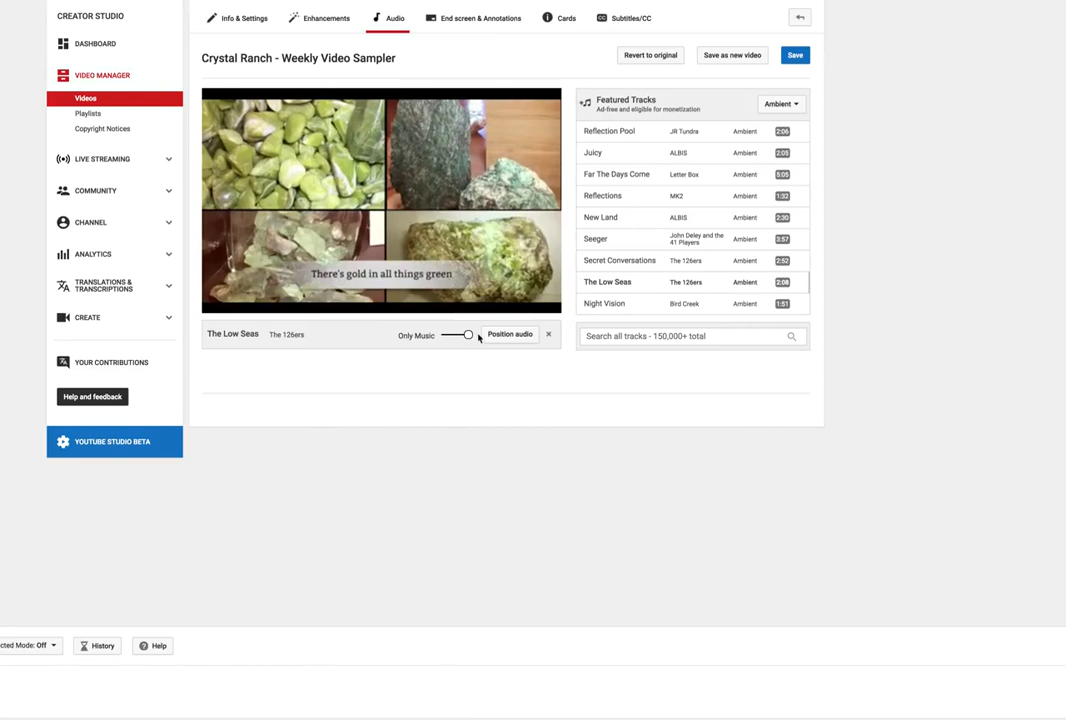 CREATOR STUDIO
DASHBOARD
VIDEO MANAGER
Videos
Playlists
Copyright Notices
LIVE STREAMING
COMMUNITY
CHANNEL
ANALYTICS
TRANSLATIONS &
TRANSCRIPTIONS
CREATE
YOUR CONTRIBUTIONS
Help and feedback
YOUTUBE STUDIO BETA
Info & Settings
Enhancements
Audio
End screen & Annotations
Cards
CC Subtitles/CC
Crystal Ranch - Weekly Video Sampler
Revert to original
Save as new video
Save
There's gold in all things green
The Low Seas The 126ers
Only Music
Position audio
Featured Tracks
Ad-free and eligible for monetization
Ambient
Reflection Pool JR Tundra Ambient 2:06
Juicy ALBIS Ambient 2:05
Far The Days Come Letter Box Ambient 5:05
Reflections MK2 Ambient 1:32
New Land ALBIS Ambient 2:30
Seeger John Deley and the 41 Players Ambient 3:57
Secret Conversations The 126ers Ambient 2:52
The Low Seas The 126ers Ambient 2:08
Night Vision Bird Creek Ambient 1:51
Search all tracks - 150,000+ total
cted Mode: Off
History
Help